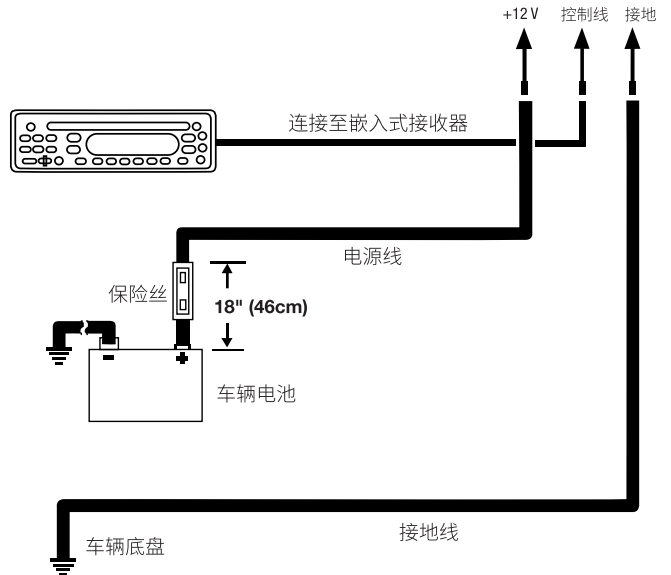 +12 V
控制线
接地
连接至嵌入式接收器
电源线
保险丝
18" (46cm)
车辆电池
接地线
车辆底盘